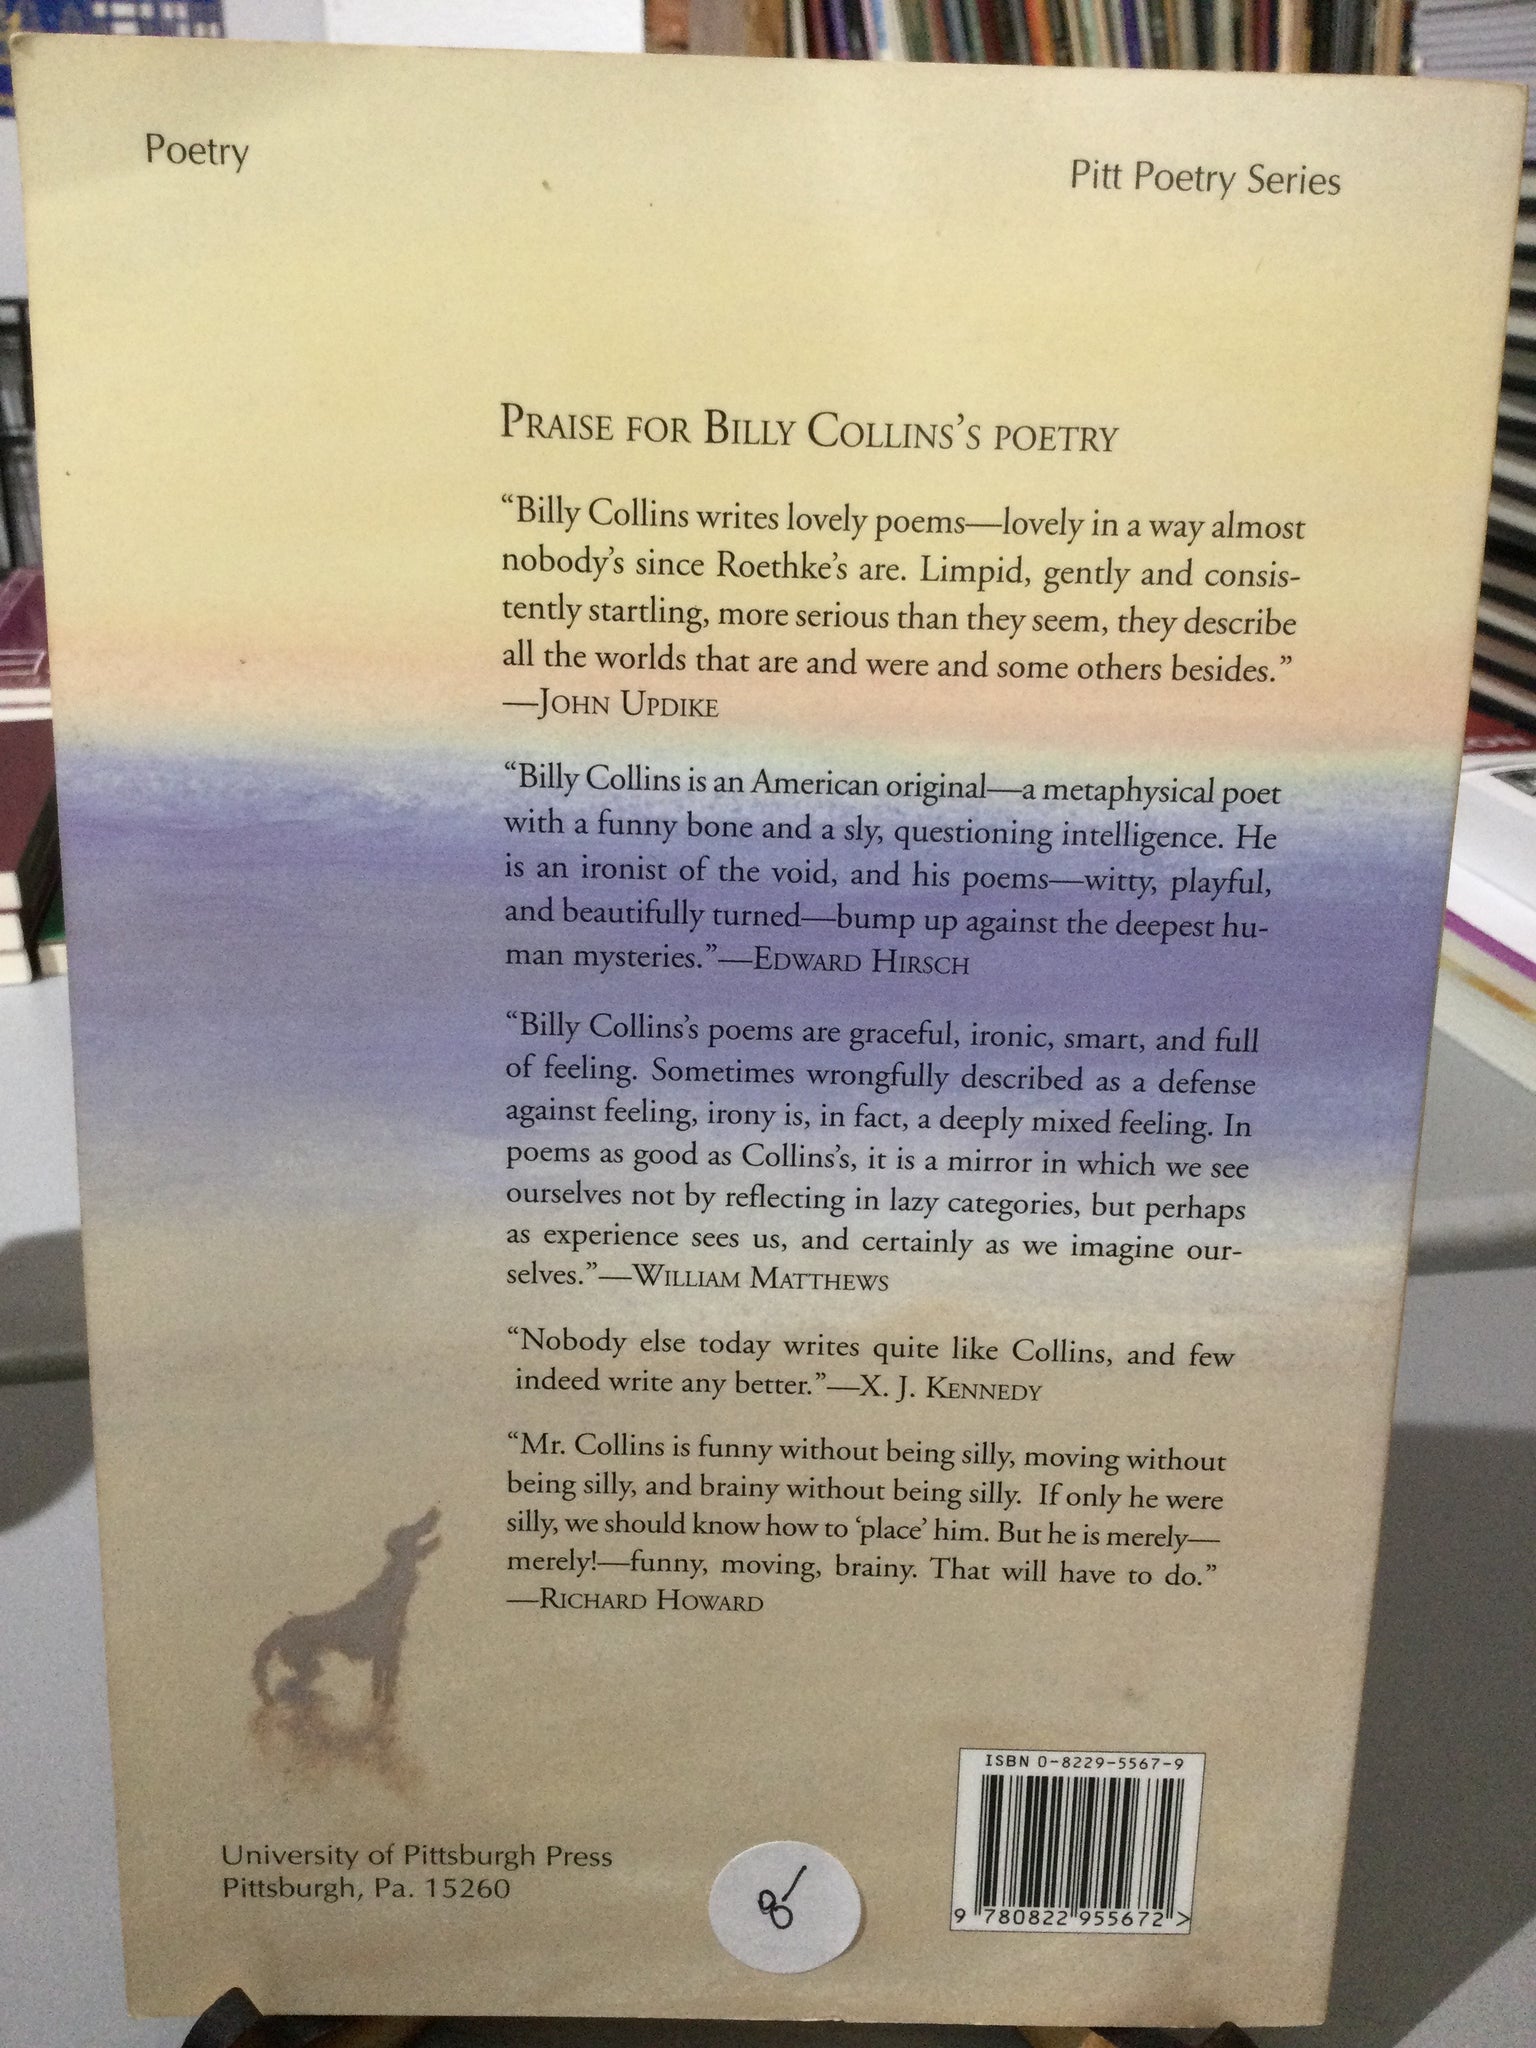 Poetry
Pitt Poetry Series
PRAISE FOR BILLY COLLINS'S POETRY
“Billy Collins writes lovely poems—lovely in a way almost
nobody's since Roethke's are. Limpid, gently and consis-
tently startling, more serious than they seem, they describe
all the worlds that are and were and some others besides.”
—JOHN UPDIKE
“Billy Collins is an American original—a metaphysical poet
with a funny bone and a sly, questioning intelligence. He
is an ironist of the void, and his poems—witty, playful,
and beautifully turned—bump up against the deepest hu-
man mysteries.”—EDWARD HIRSCH
“Billy Collins's poems are graceful, ironic, smart, and full
of feeling. Sometimes wrongfully described as a defense
against feeling, irony is, in fact, a deeply mixed feeling. In
poems as good as Collins's, it is a mirror in which we see
ourselves not by reflecting in lazy categories, but perhaps
as experience sees us, and certainly as we imagine our-
selves.”—WILLIAM MATTHEWS
“Nobody else today writes quite like Collins, and few
indeed write any better.”—X. J. KENNEDY
“Mr. Collins is funny without being silly, moving without
being silly, and brainy without being silly. If only he were
silly, we should know how to ‘place’ him. But he is merely—
merely!—funny, moving, brainy. That will have to do.”
—RICHARD HOWARD
ISBN 0-8229-5567-9
9 780822 955672 >
University of Pittsburgh Press
Pittsburgh, Pa. 15260
8